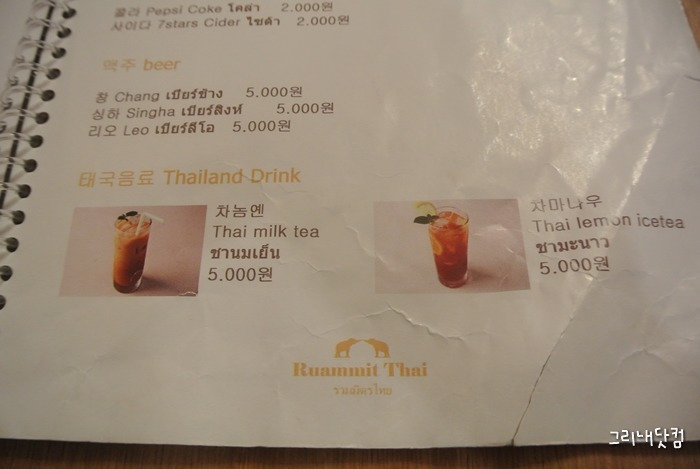 콜라 Pepsi Coke โคล่า 2.000원
사이다 7stars Cider ไซด้า 2.000원
맥주 beer
창 Chang เบียร์ช้าง 5.000원
싱하 Singha เบียร์สิงห์ 5.000원
리오 Leo เบียร์ลีโอ 5.000원
태국음료 Thailand Drink
차놈옌
Thai milk tea
ชานมเย็น
5.000원
차마나우
Thai lemon icetea
ชามะนาว
5.000원
Ruammit Thai
รวมมิตรไทย
그리내닷컴